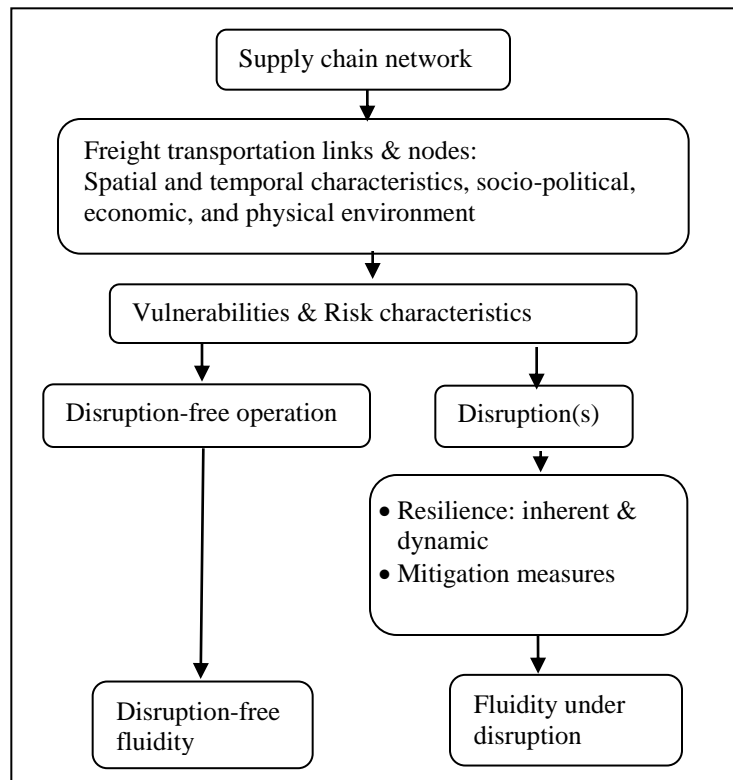 Supply chain network
Freight transportation links & nodes:
Spatial and temporal characteristics, socio-political,
economic, and physical environment
Vulnerabilities & Risk characteristics
Disruption-free operation
Disruption(s)
• Resilience: inherent &
dynamic
• Mitigation measures
Disruption-free
fluidity
Fluidity under
disruption